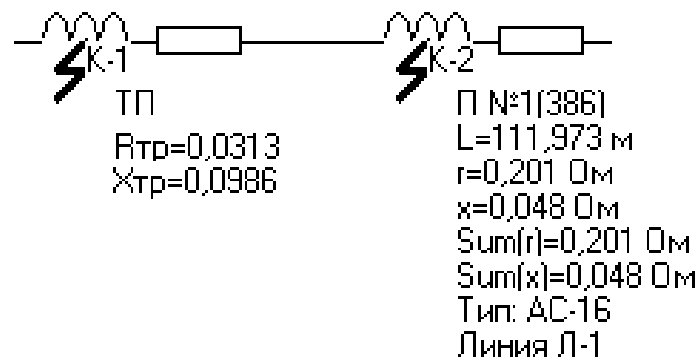 К-1
К-2
ТП
Rтр=0,0313
Xтр=0,0986
П №1(386)
L=111,973 м
r=0,201 Ом
x=0,048 Ом
Sum(r)=0,201 Ом
Sum(x)=0,048 Ом
Тип: АС-16
Линия Л-1